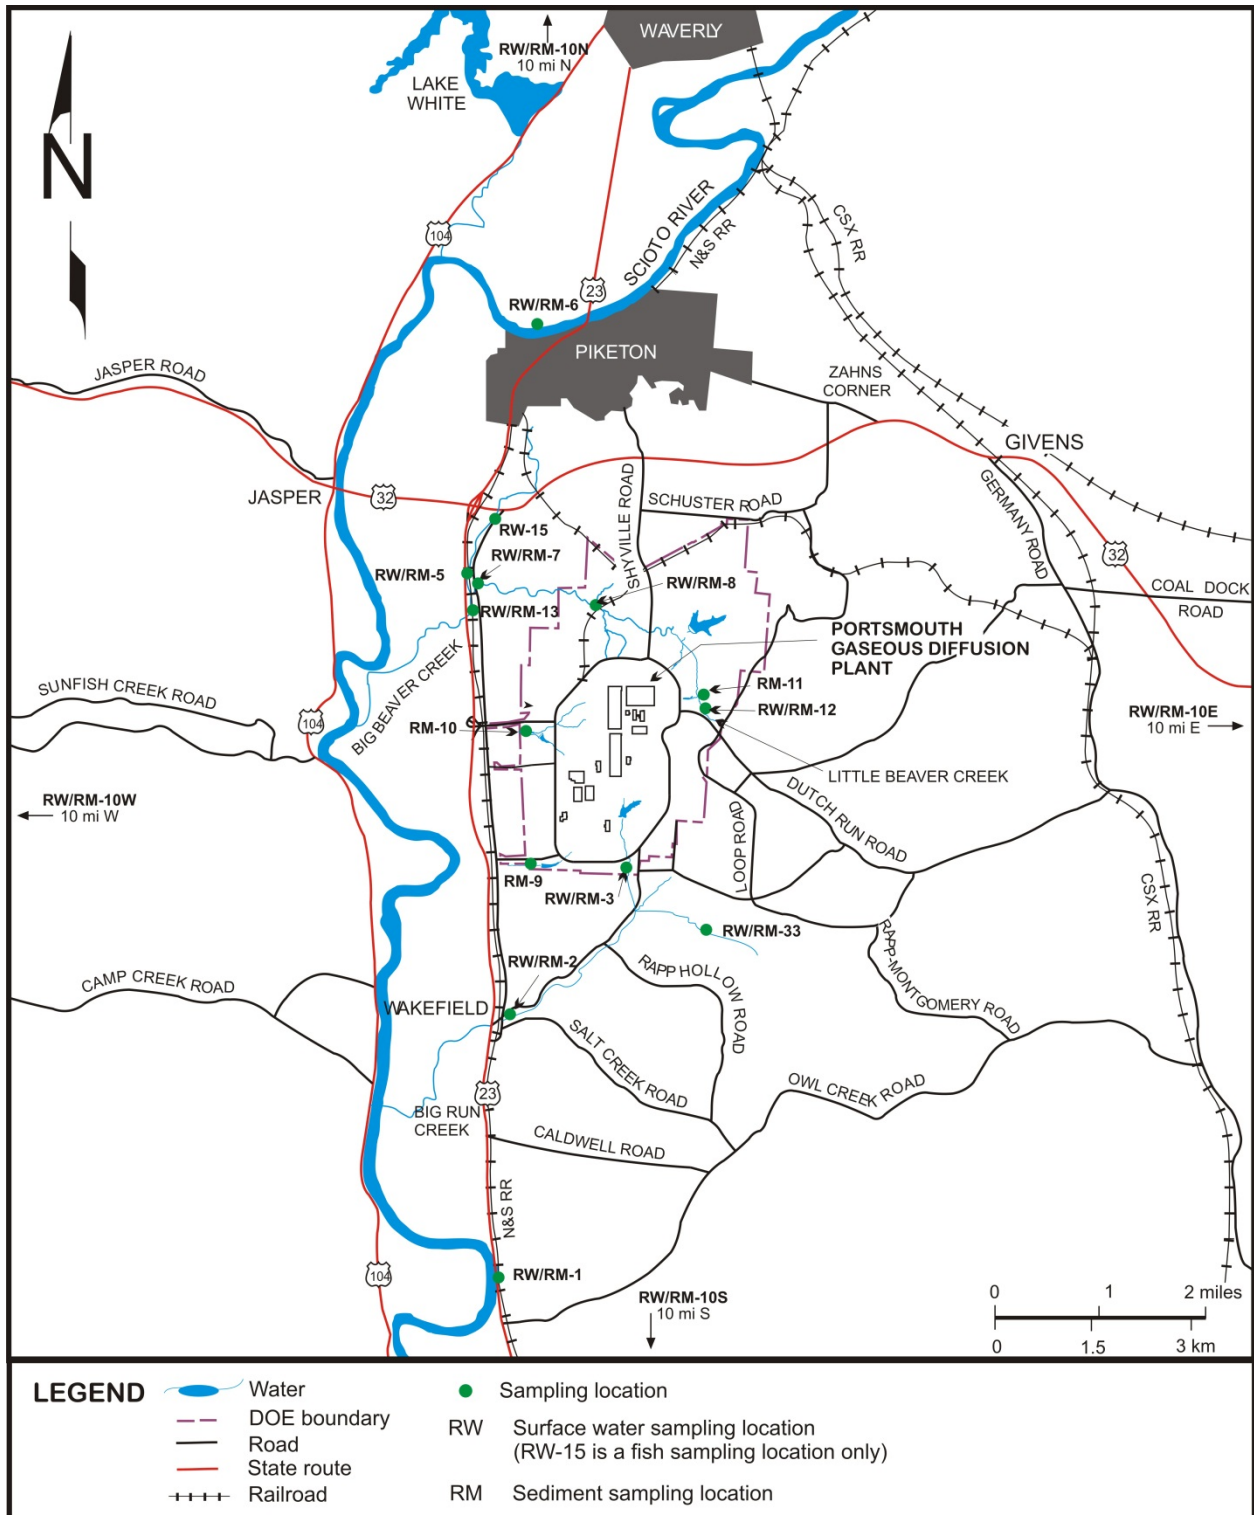 WAVERLY
RW/RM-10N
10 mi N
LAKE
WHITE
N
104
SCIOTO RIVER
N&S RR
CSX RR
23
RW/RM-6
PIKETON
JASPER ROAD
ZAHNS
CORNER
GIVENS
JASPER
32
SHYVILLE ROAD
SCHUSTER ROAD
GERMANY ROAD
RW-15
RW/RM-7
RW/RM-5
RW/RM-8
32
COAL DOCK
ROAD
RW/RM-13
PORTSMOUTH
GASEOUS DIFFUSION
PLANT
BIG BEAVER CREEK
SUNFISH CREEK ROAD
RM-11
RW/RM-12
104
RM-10
RW/RM-10E
10 mi E
LITTLE BEAVER CREEK
RW/RM-10W
10 mi W
DUTCH RUN ROAD
LOOP ROAD
RM-9
RW/RM-3
CSX RR
RW/RM-33
RAPP-MONTGOMERY ROAD
RW/RM-2
RAPP HOLLOW ROAD
CAMP CREEK ROAD
WAKEFIELD
SALT CREEK ROAD
OWL CREEK ROAD
23
BIG RUN
CREEK
CALDWELL ROAD
N&S RR
104
RW/RM-1
RW/RM-10S
10 mi S
0 1 2 miles
0 1.5 3 km
LEGEND
Water
DOE boundary
Road
State route
Railroad
Sampling location
RW Surface water sampling location
(RW-15 is a fish sampling location only)
RM Sediment sampling location